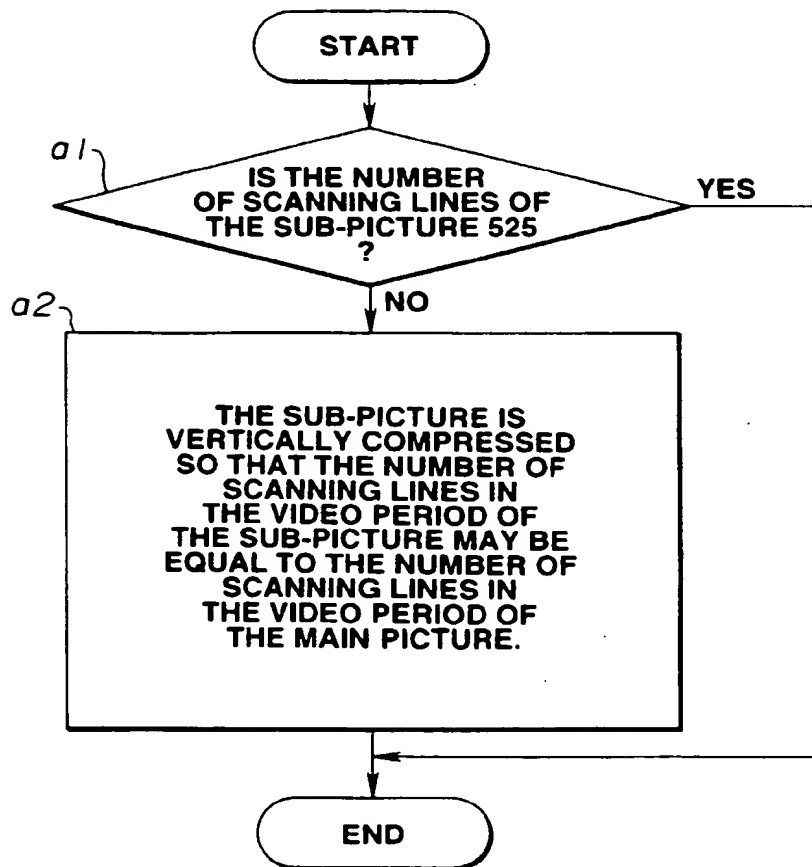 START
a1
IS THE NUMBER
OF SCANNING LINES OF
THE SUB-PICTURE 525
?
YES
NO
a2
THE SUB-PICTURE IS
VERTICALLY COMPRESSED
SO THAT THE NUMBER OF
SCANNING LINES IN
THE VIDEO PERIOD OF
THE SUB-PICTURE MAY BE
EQUAL TO THE NUMBER OF
SCANNING LINES IN
THE VIDEO PERIOD OF
THE MAIN PICTURE.
END